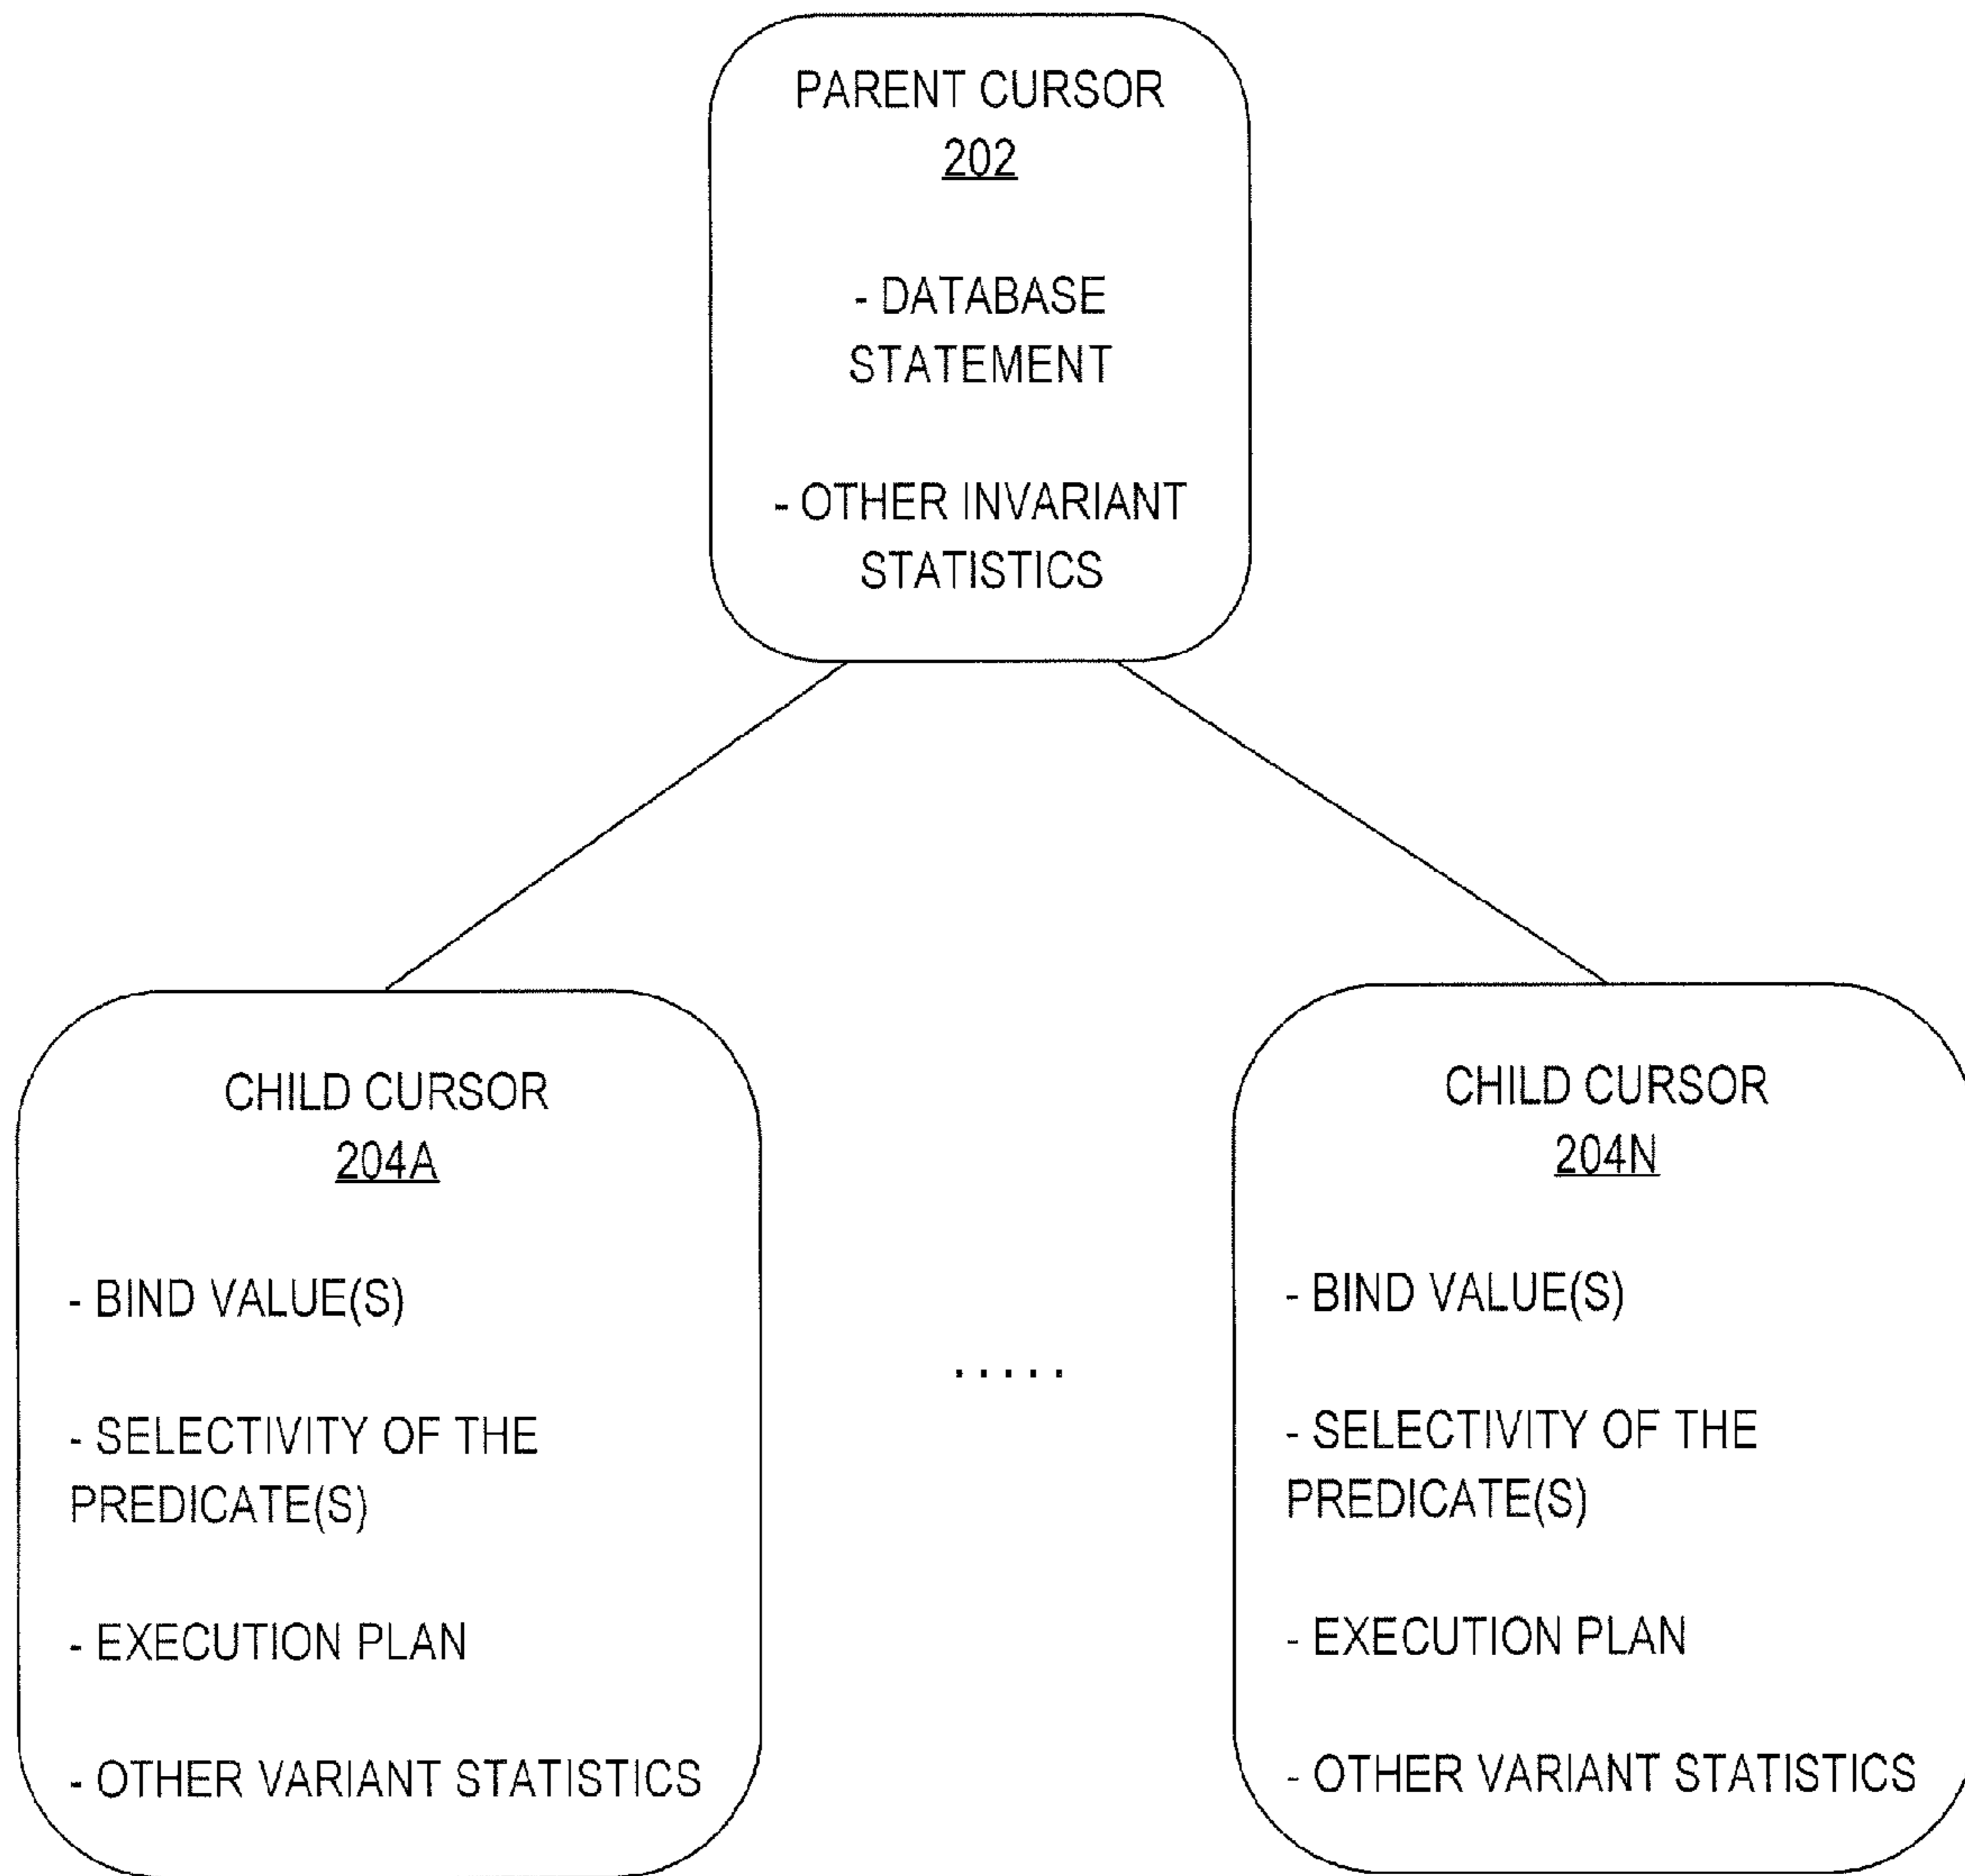 PARENT CURSOR
202
- DATABASE
STATEMENT
- OTHER INVARIANT
STATISTICS
CHILD CURSOR
204A
- BIND VALUE(S)
- SELECTIVITY OF THE
PREDICATE(S)
- EXECUTION PLAN
- OTHER VARIANT STATISTICS
.....
CHILD CURSOR
204N
- BIND VALUE(S)
- SELECTIVITY OF THE
PREDICATE(S)
- EXECUTION PLAN
- OTHER VARIANT STATISTICS